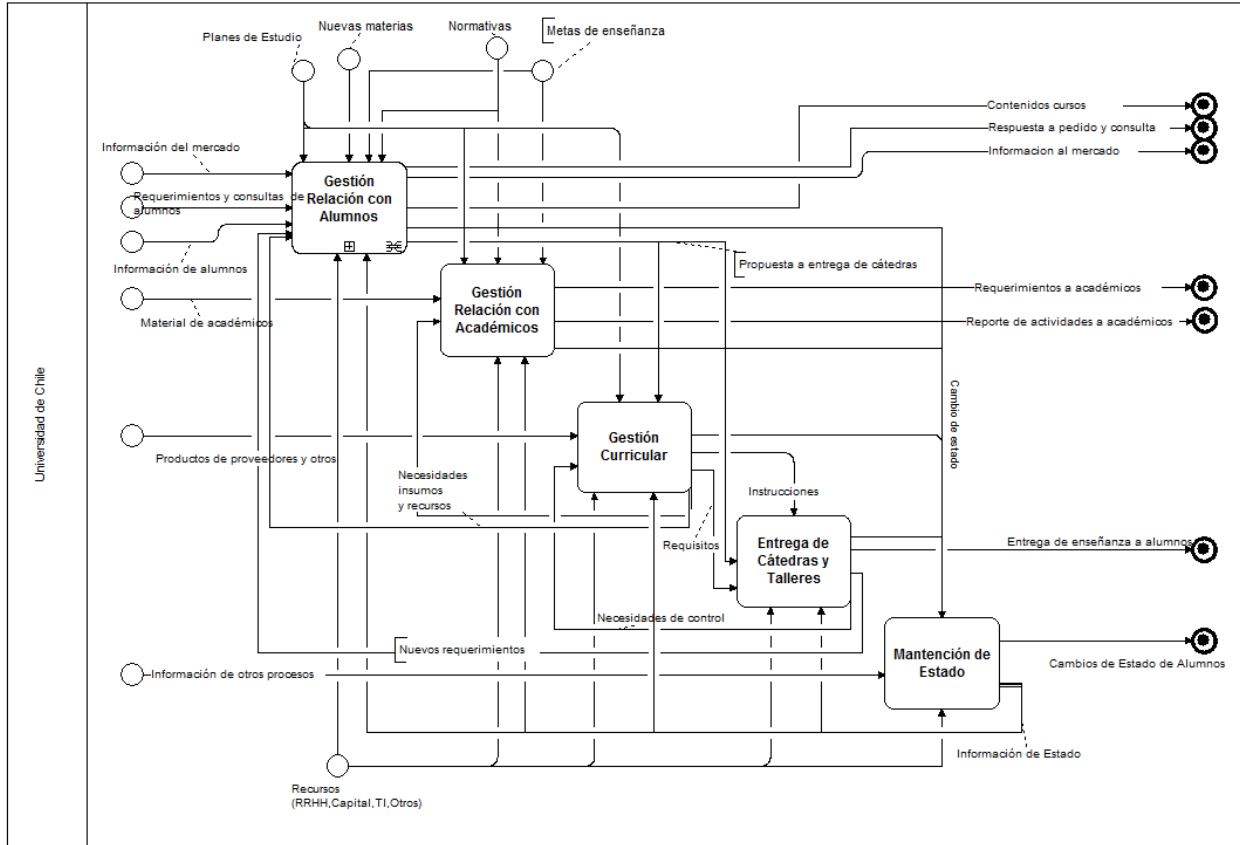 Universidad de Chile
Planes de Estudio
Nuevas materias
Normativas
Metas de enseñanza
Información del mercado
Requerimientos y consultas de
alumnos
Información de alumnos
Gestión
Relación con
Alumnos
Contenidos cursos
Respuesta a pedido y consulta
Informacion al mercado
Propuesta a entrega de cátedras
Material de académicos
Gestión
Relación con
Académicos
Requerimientos a académicos
Reporte de actividades a académicos
Cambio de estado
Productos de proveedores y otros
Gestión
Curricular
Necesidades
insumos
y recursos
Instrucciones
Requisitos
Entrega de
Cátedras y
Talleres
Entrega de enseñanza a alumnos
Necesidades de control
Nuevos requerimientos
Información de otros procesos
Mantención de
Estado
Cambios de Estado de Alumnos
Información de Estado
Recursos
(RRHH,Capital,TI,Otros)